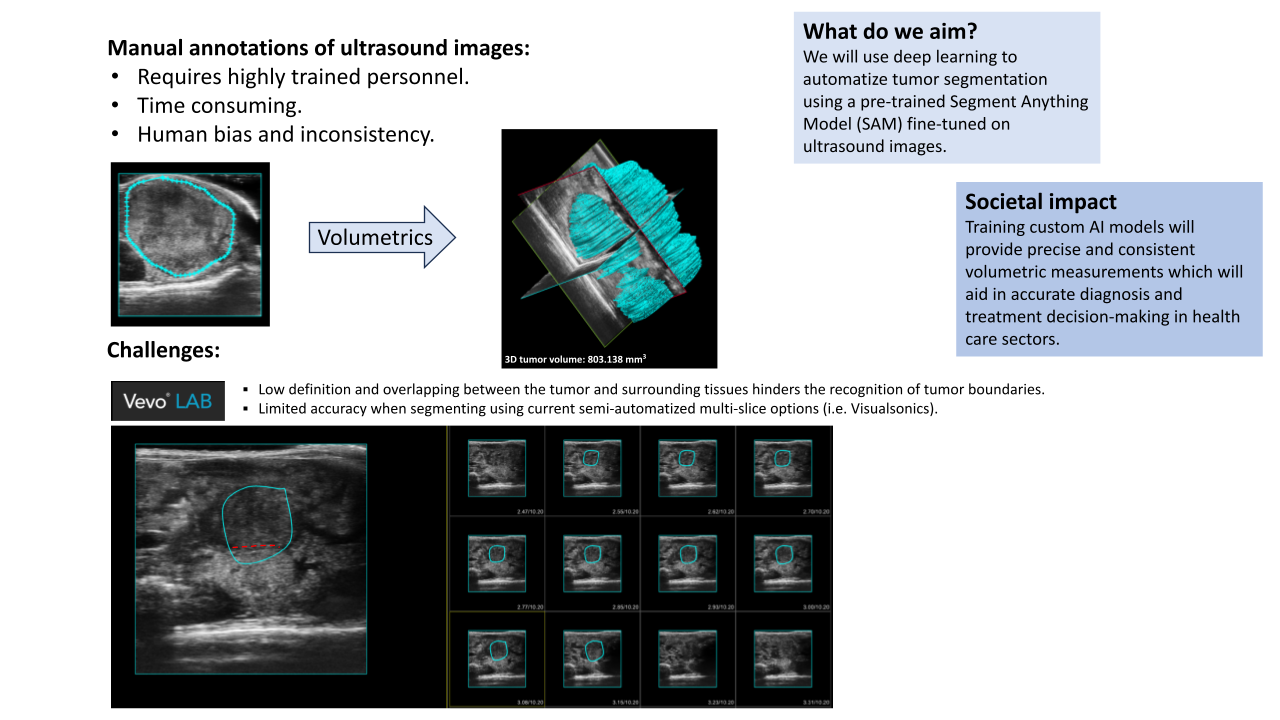 Manual annotations of ultrasound images:
• Requires highly trained personnel.
• Time consuming.
• Human bias and inconsistency.
Volumetrics
3D tumor volume: 803.138 mm³
What do we aim?
We will use deep learning to
automatize tumor segmentation
using a pre-trained Segment Anything
Model (SAM) fine-tuned on
ultrasound images.
Societal impact
Training custom AI models will
provide precise and consistent
volumetric measurements which will
aid in accurate diagnosis and
treatment decision-making in health
care sectors.
Challenges:
Vevo® LAB
▪ Low definition and overlapping between the tumor and surrounding tissues hinders the recognition of tumor boundaries.
▪ Limited accuracy when segmenting using current semi-automatized multi-slice options (i.e. Visualsonics).
2.47/10.20
2.55/10.20
2.62/10.20
2.70/10.20
2.77/10.20
2.85/10.20
2.93/10.20
3.00/10.20
3.08/10.20
3.15/10.20
3.23/10.20
3.31/10.20